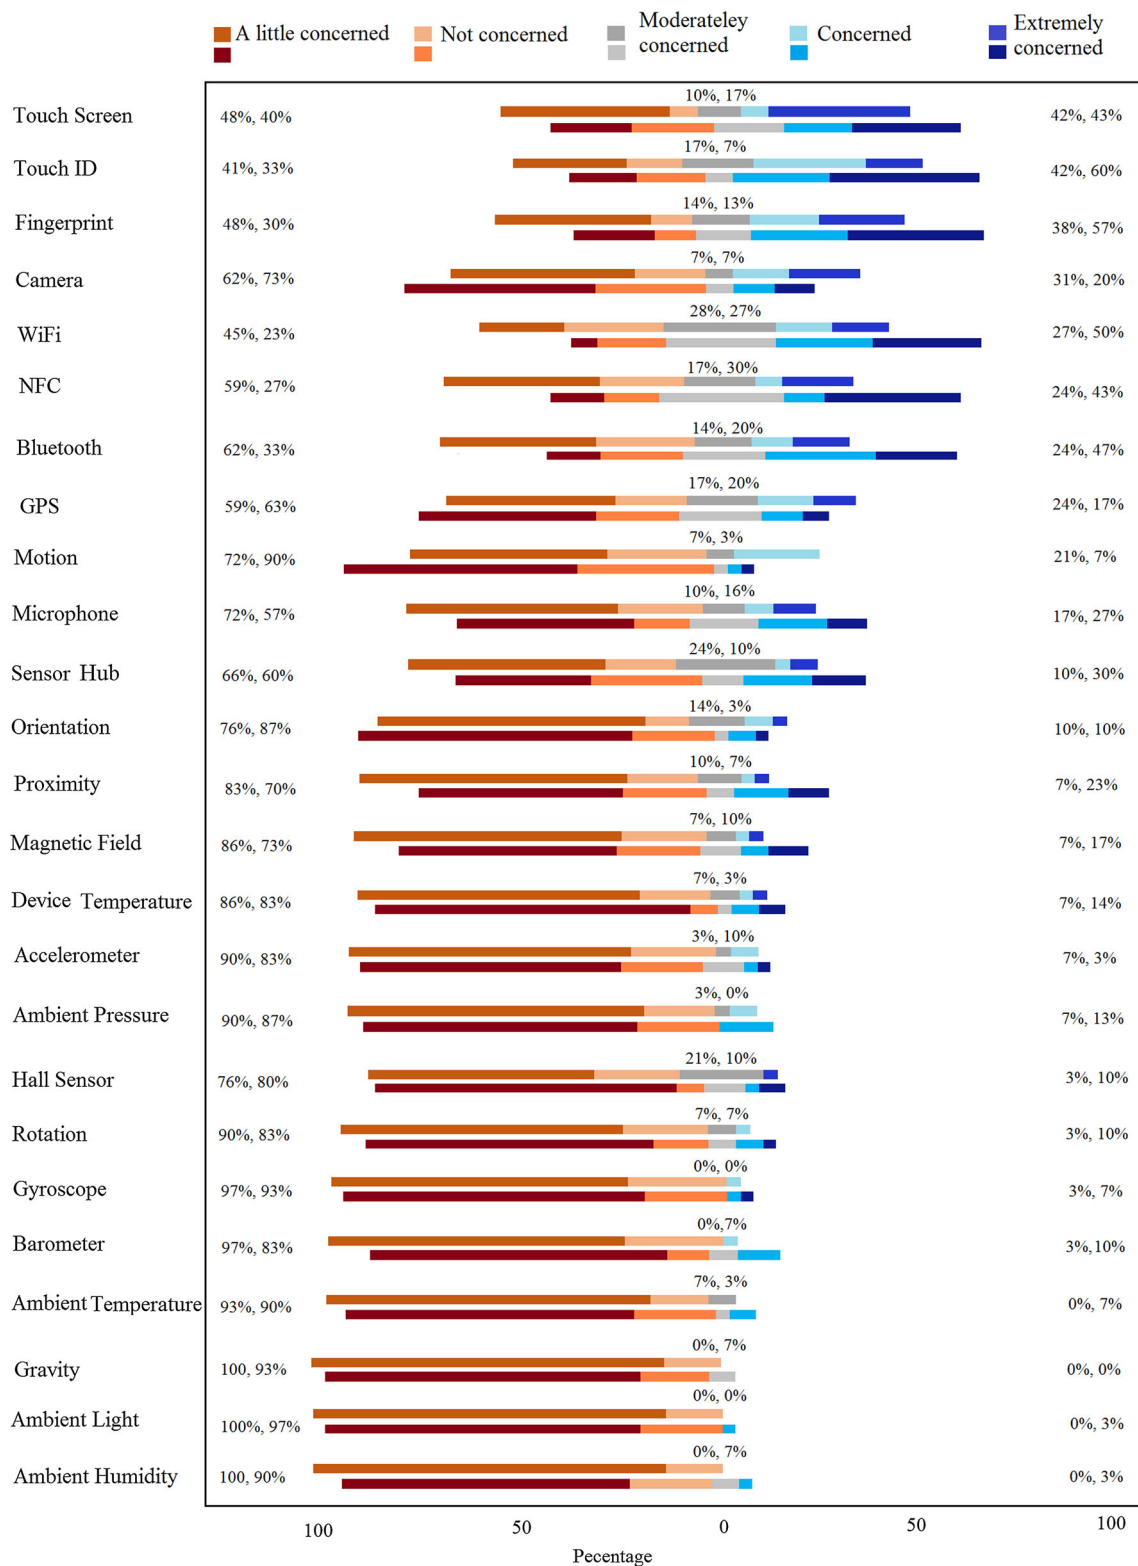 A little concerned Not concerned Moderateley concerned Concerned Extremely concerned
10%, 17%
Touch Screen 48%, 40% 42%, 43%
17%, 7%
Touch ID 41%, 33% 42%, 60%
14%, 13%
Fingerprint 48%, 30% 38%, 57%
7%, 7%
Camera 62%, 73% 31%, 20%
28%, 27%
WiFi 45%, 23% 27%, 50%
17%, 30%
NFC 59%, 27% 24%, 43%
14%, 20%
Bluetooth 62%, 33% 24%, 47%
17%, 20%
GPS 59%, 63% 24%, 17%
7%, 3%
Motion 72%, 90% 21%, 7%
10%, 16%
Microphone 72%, 57% 17%, 27%
24%, 10%
Sensor Hub 66%, 60% 10%, 30%
14%, 3%
Orientation 76%, 87% 10%, 10%
10%, 7%
Proximity 83%, 70% 7%, 23%
7%, 10%
Magnetic Field 86%, 73% 7%, 17%
7%, 3%
Device Temperature 86%, 83% 7%, 14%
3%, 10%
Accelerometer 90%, 83% 7%, 3%
3%, 0%
Ambient Pressure 90%, 87% 7%, 13%
21%, 10%
Hall Sensor 76%, 80% 3%, 10%
7%, 7%
Rotation 90%, 83% 3%, 10%
0%, 0%
Gyroscope 97%, 93% 3%, 7%
0%,7%
Barometer 97%, 83% 3%,10%
7%, 3%
Ambient Temperature 93%, 90% 0%, 7%
0%, 7%
Gravity 100, 93% 0%, 0%
0%, 0%
Ambient Light 100%, 97% 0%, 3%
0%, 7%
Ambient Humidity 100, 90% 0%, 3%
100 50 0 50 100
Pecentage